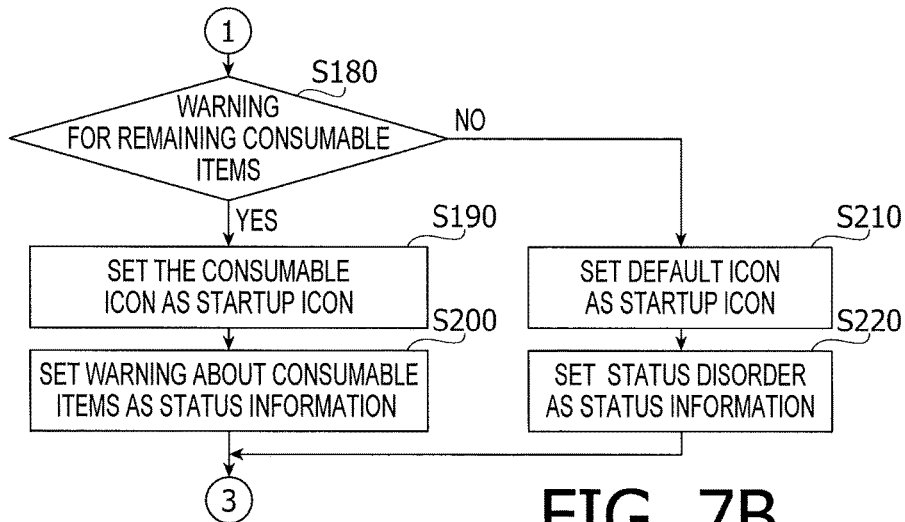 1
S180
WARNING
FOR REMAINING CONSUMABLE
ITEMS
NO
YES
S190
SET THE CONSUMABLE
ICON AS STARTUP ICON
S210
SET DEFAULT ICON
AS STARTUP ICON
S200
SET WARNING ABOUT CONSUMABLE
ITEMS AS STATUS INFORMATION
S220
SET STATUS DISORDER
AS STATUS INFORMATION
3
FIG. 7B